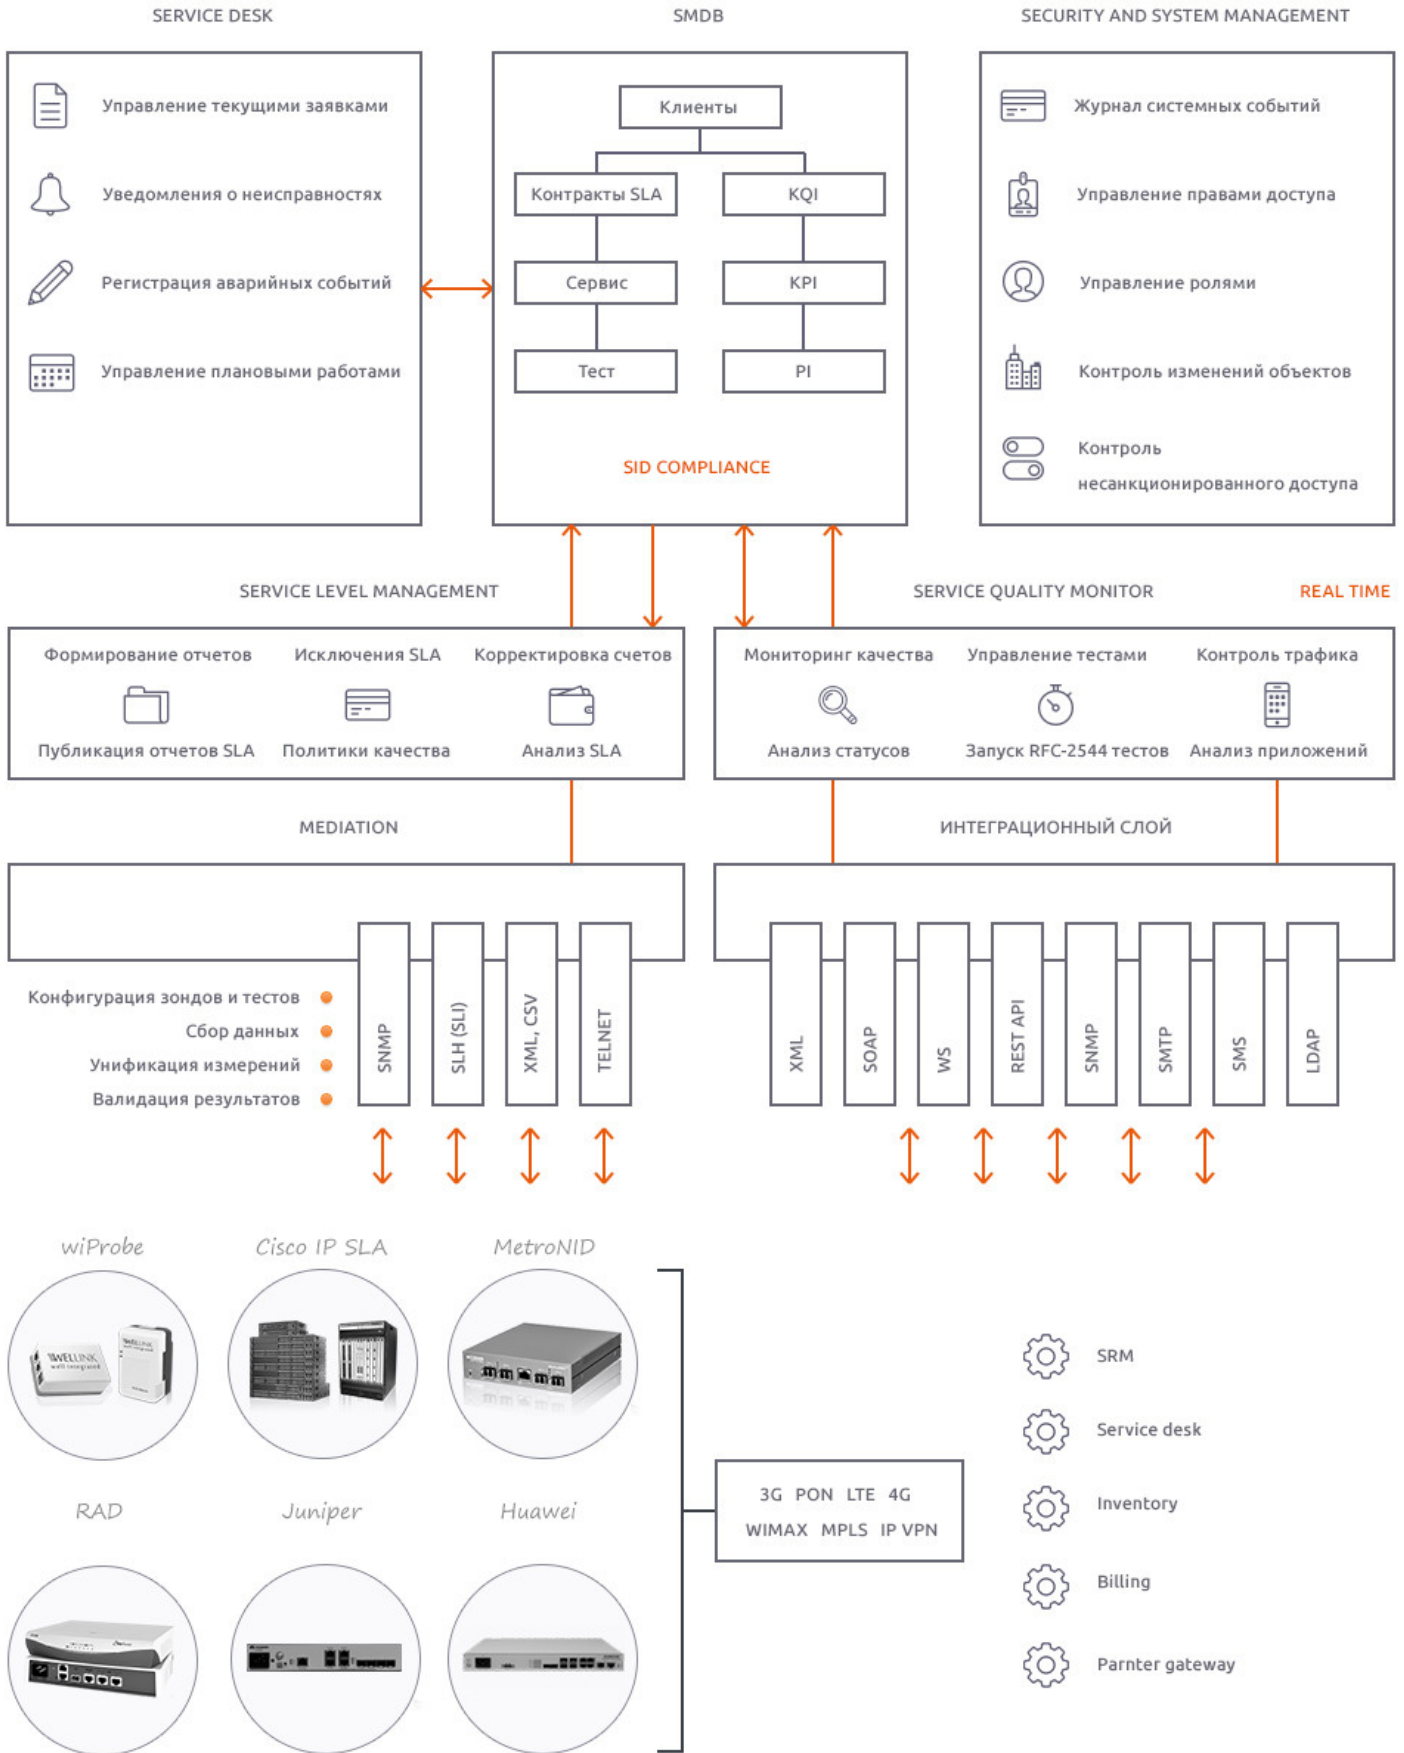 SERVICE DESK
SMDB
SECURITY AND SYSTEM MANAGEMENT
Управление текущими заявками
Уведомления о неисправностях
Регистрация аварийных событий
Управление плановыми работами
Клиенты
Контракты SLA
KQI
Сервис
KPI
Тест
PI
SID COMPLIANCE
Журнал системных событий
Управление правами доступа
Управление ролями
Контроль изменений объектов
Контроль
несанкционированного доступа
SERVICE LEVEL MANAGEMENT
SERVICE QUALITY MONITOR
REAL TIME
Формирование отчетов
Исключения SLA
Корректировка счетов
Публикация отчетов SLA
Политики качества
Анализ SLA
Мониторинг качества
Управление тестами
Контроль трафика
Анализ статусов
Запуск RFC-2544 тестов
Анализ приложений
MEDIATION
ИНТЕГРАЦИОННЫЙ СЛОЙ
Конфигурация зондов и тестов
Сбор данных
Унификация измерений
Валидация результатов
SNMP
SLH (SLI)
XML, CSV
TELNET
XML
SOAP
WS
REST API
SNMP
SMTP
SMS
LDAP
wiProbe
Cisco IP SLA
MetroNID
WELLINK
well integrated
WELLINK
well integrated
RAD
Juniper
Huawei
3G PON LTE 4G
WIMAX MPLS IP VPN
SRM
Service desk
Inventory
Billing
Parnter gateway